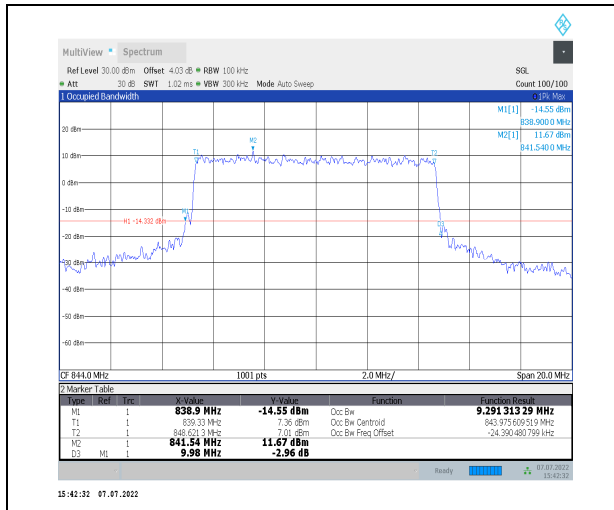 MultiView Spectrum
Ref Level 30.00 dBm Offset 4.03 dB RBW 100 kHz SGL
Att 30 dB SWT 1.02 ms VBW 300 kHz Mode Auto Sweep Count 100/100
1 Occupied Bandwidth 1Pk Max
M1[1] -14.55 dBm
838.9000 MHz
M2[1] 11.67 dBm
841.5400 MHz
20 dBm
M2
T1 T2
10 dBm
0 dBm
-10 dBm
M1
H1 -14.332 dBm
D3
-20 dBm
-30 dBm
-40 dBm
-50 dBm
-60 dBm
CF 844.0 MHz 1001 pts 2.0 MHz/ Span 20.0 MHz
2 Marker Table
Type Ref Trc X-Value Y-Value Function Function Result
M1 1 838.9 MHz -14.55 dBm Occ Bw 9.291 313 29 MHz
T1 1 839.33 MHz 7.36 dBm Occ Bw Centroid 843.975 609 519 MHz
T2 1 848.621 3 MHz 7.01 dBm Occ Bw Freq Offset -24.390 480 799 kHz
M2 1 841.54 MHz 11.67 dBm
D3 M1 1 9.98 MHz -2.96 dB
Ready 07.07.2022
15:42:32
15:42:32 07.07.2022